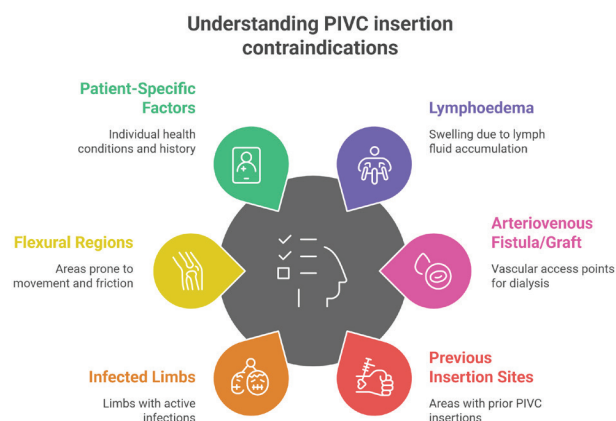 Understanding PIVC insertion
contraindications
Patient-Specific
Factors
Individual health
conditions and history
Lymphoedema
Swelling due to lymph
fluid accumulation
Flexural Regions
Areas prone to
movement and friction
Arteriovenous
Fistula/Graft
Vascular access points
for dialysis
Infected Limbs
Limbs with active
infections
Previous
Insertion Sites
Areas with prior PIVC
insertions